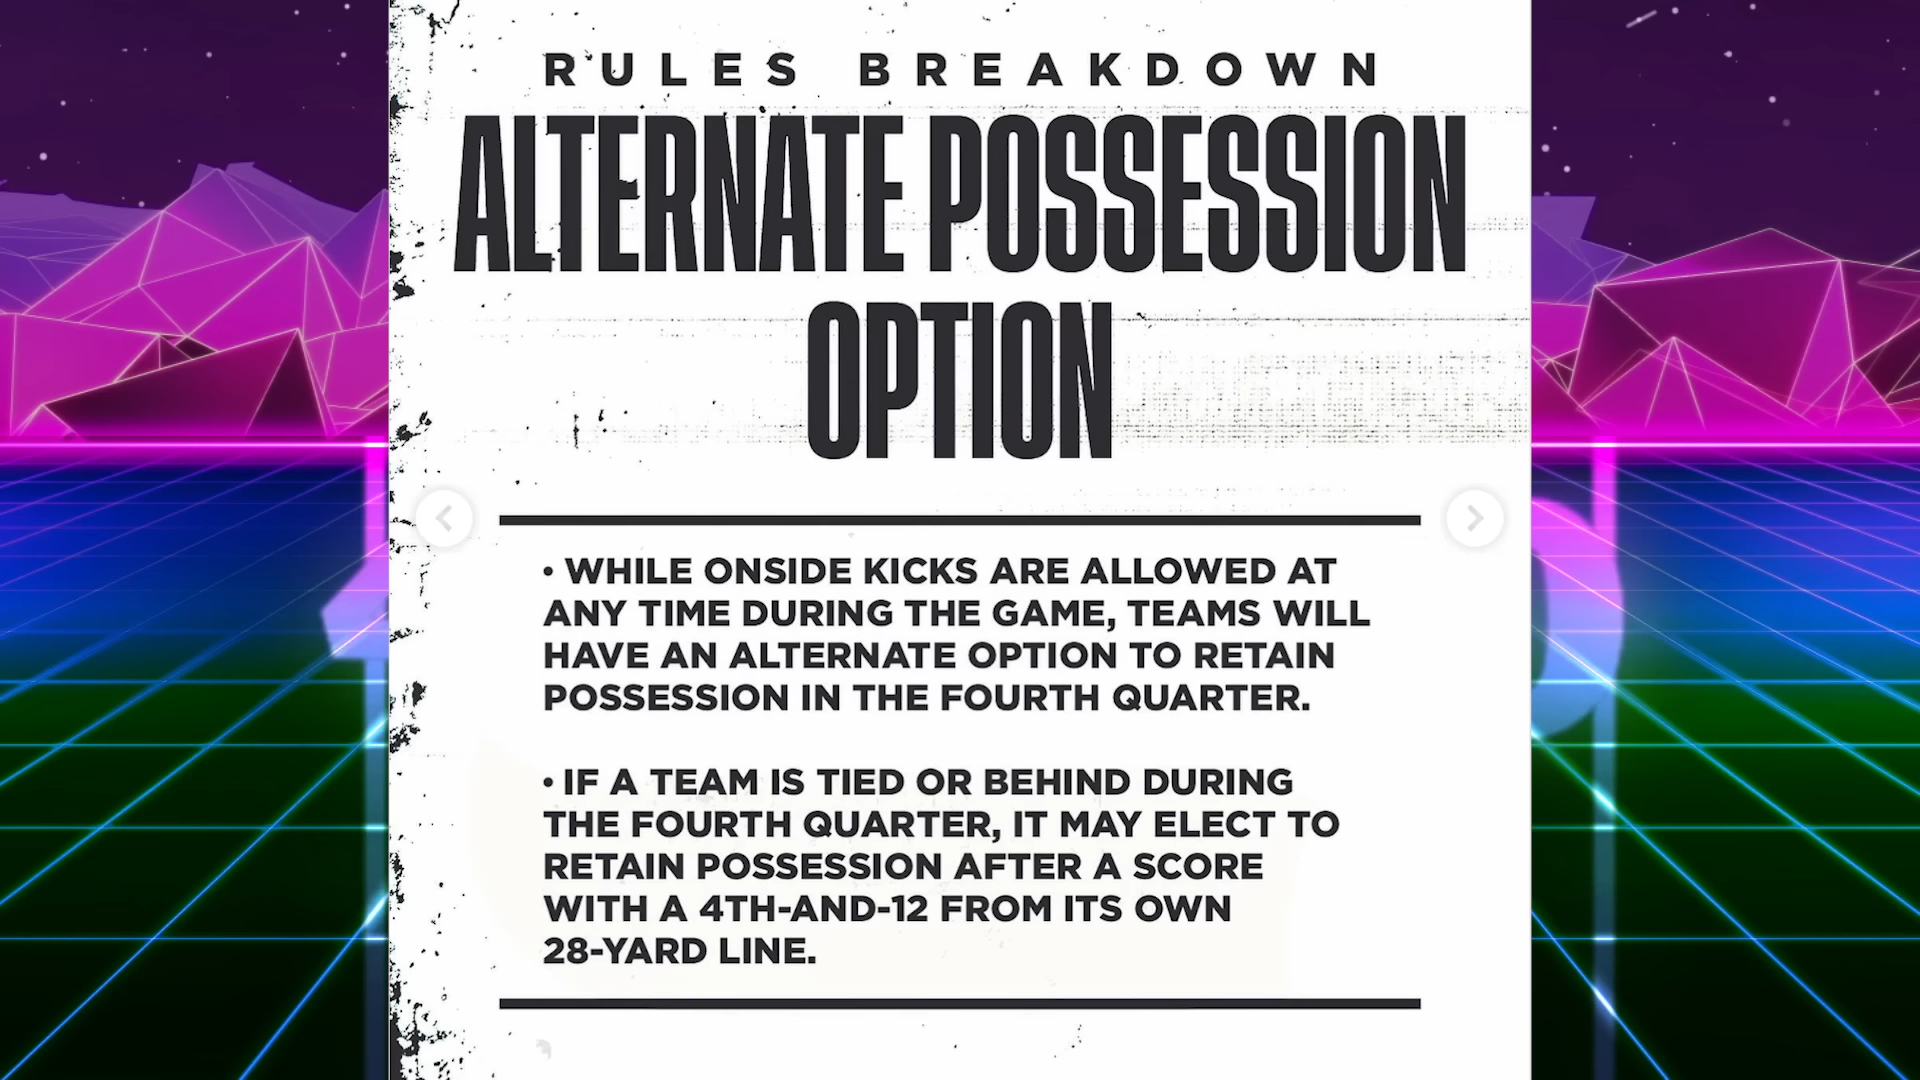 RULES BREAKDOWN
ALTERNATE POSSESSION
OPTION
• WHILE ONSIDE KICKS ARE ALLOWED AT
ANY TIME DURING THE GAME, TEAMS WILL
HAVE AN ALTERNATE OPTION TO RETAIN
POSSESSION IN THE FOURTH QUARTER.
• IF A TEAM IS TIED OR BEHIND DURING
THE FOURTH QUARTER, IT MAY ELECT TO
RETAIN POSSESSION AFTER A SCORE
WITH A 4TH-AND-12 FROM ITS OWN
28-YARD LINE.